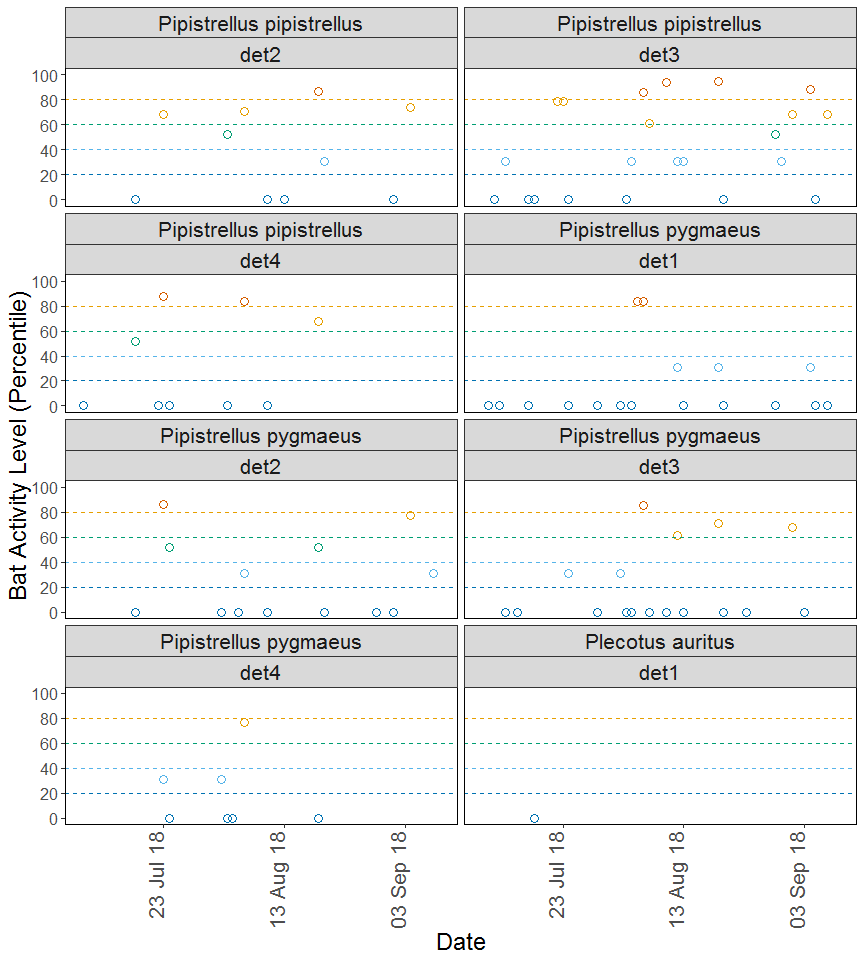 Pipistrellus pipistrellus
det2
Pipistrellus pipistrellus
det3
100
80
60
40
20
0
Pipistrellus pipistrellus
det4
Pipistrellus pygmaeus
det1
100
80
60
40
20
0
Pipistrellus pygmaeus
det2
Pipistrellus pygmaeus
det3
100
80
60
40
20
0
Pipistrellus pygmaeus
det4
Plecotus auritus
det1
100
80
60
40
20
0
Bat Activity Level (Percentile)
23 Jul 18
13 Aug 18
03 Sep 18
23 Jul 18
13 Aug 18
03 Sep 18
Date